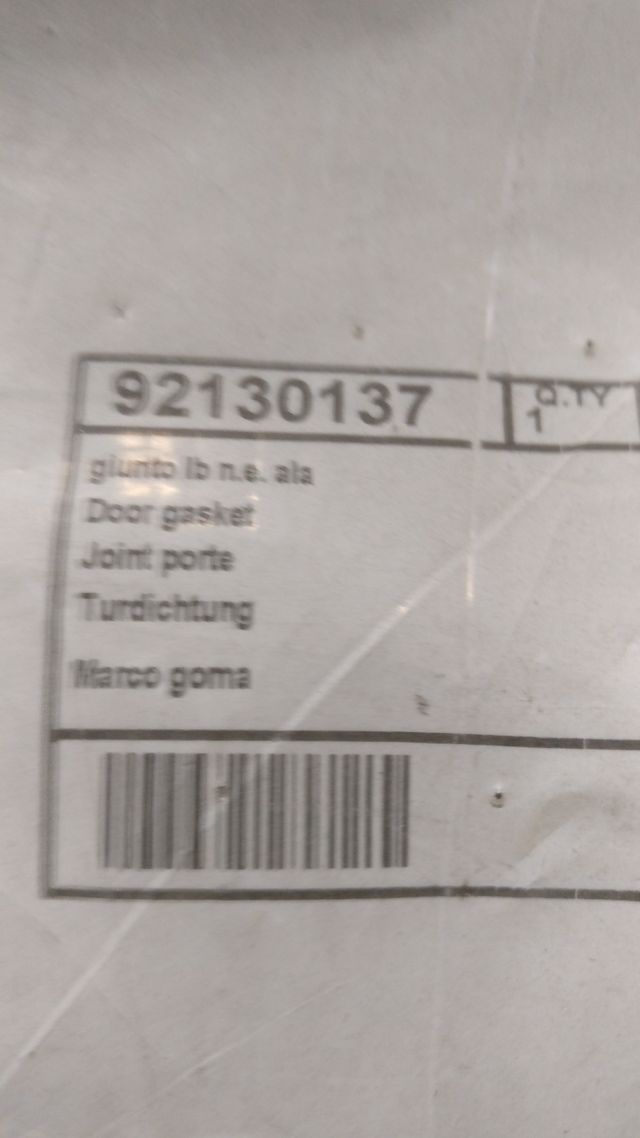 92130137
Q.TY
1
giunto lb n.e. ala
Door gasket
Joint porte
Turdichtung
Marco goma